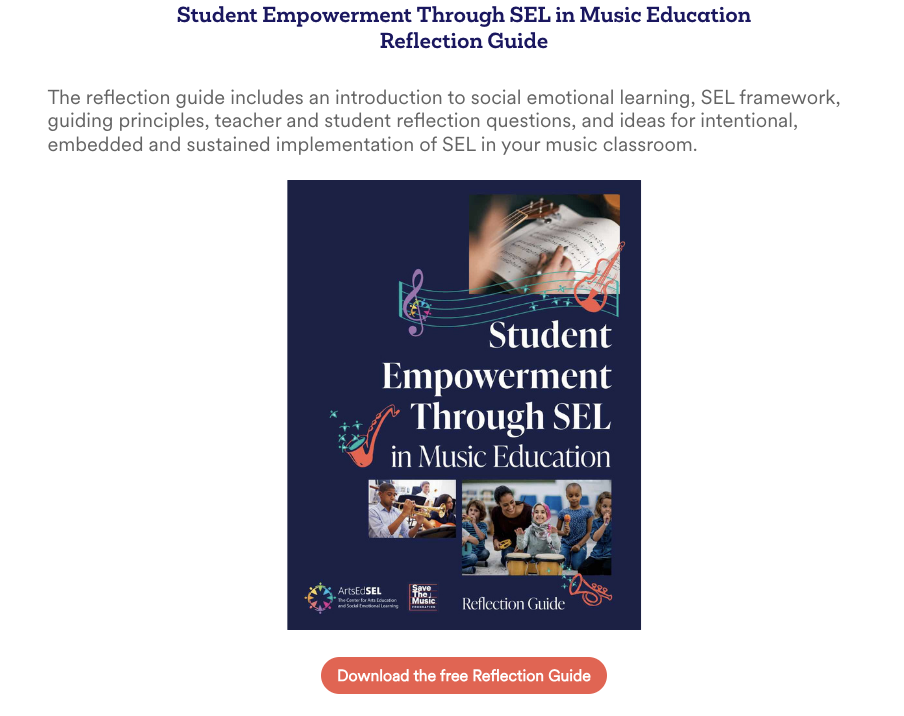 Student Empowerment Through SEL in Music Education
Reflection Guide
The reflection guide includes an introduction to social emotional learning, SEL framework,
guiding principles, teacher and student reflection questions, and ideas for intentional,
embedded and sustained implementation of SEL in your music classroom.
Student
Empowerment
Through SEL
in Music Education
ArtsEdSEL
The Center for Arts Education
and Social Emotional Learning
Save
The
Music
FOUNDATION
Reflection Guide
Download the free Reflection Guide